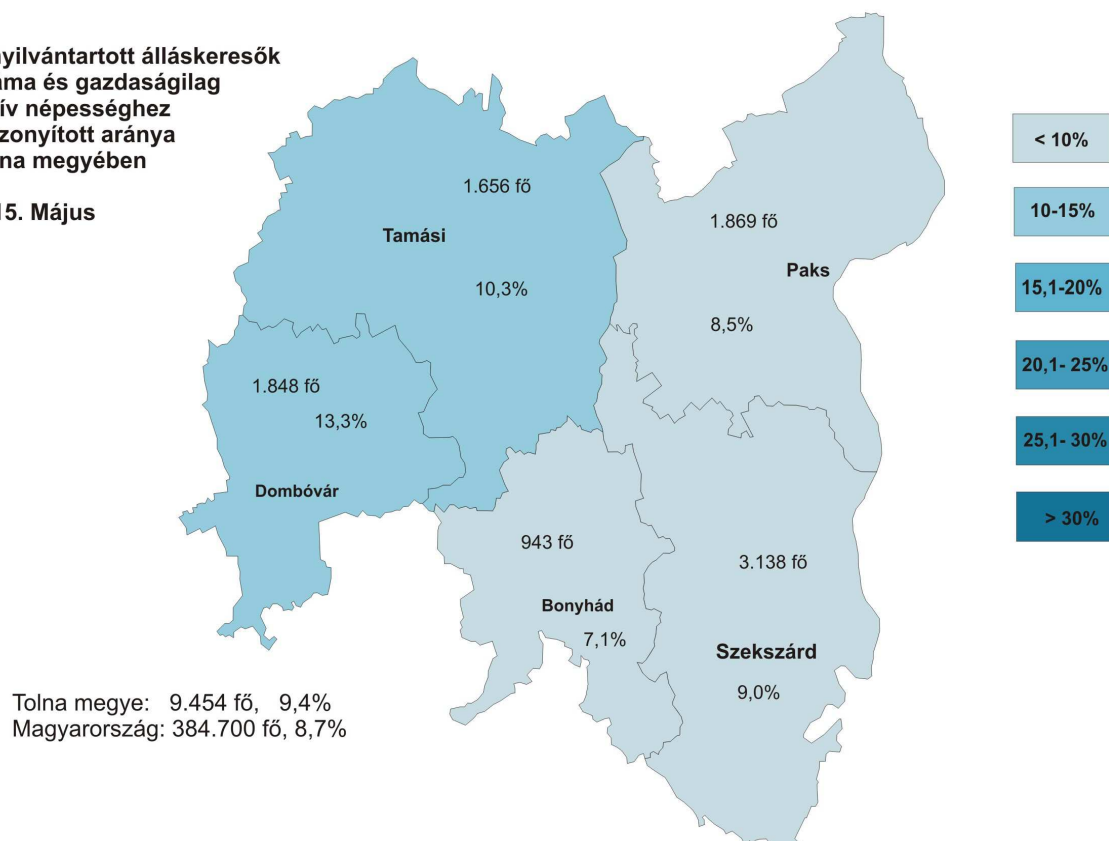 nyilvántartott álláskeresők
ama és gazdaságilag
ív népességhez
zonyított aránya
na megyében
15. Május
1.656 fő
Tamási
10,3%
1.869 fő
Paks
8,5%
1.848 fő
13,3%
Dombóvár
943 fő
Bonyhád
7,1%
3.138 fő
Szekszárd
9,0%
< 10%
10-15%
15,1-20%
20,1- 25%
25,1- 30%
> 30%
Tolna megye: 9.454 fő, 9,4%
Magyarország: 384.700 fő, 8,7%